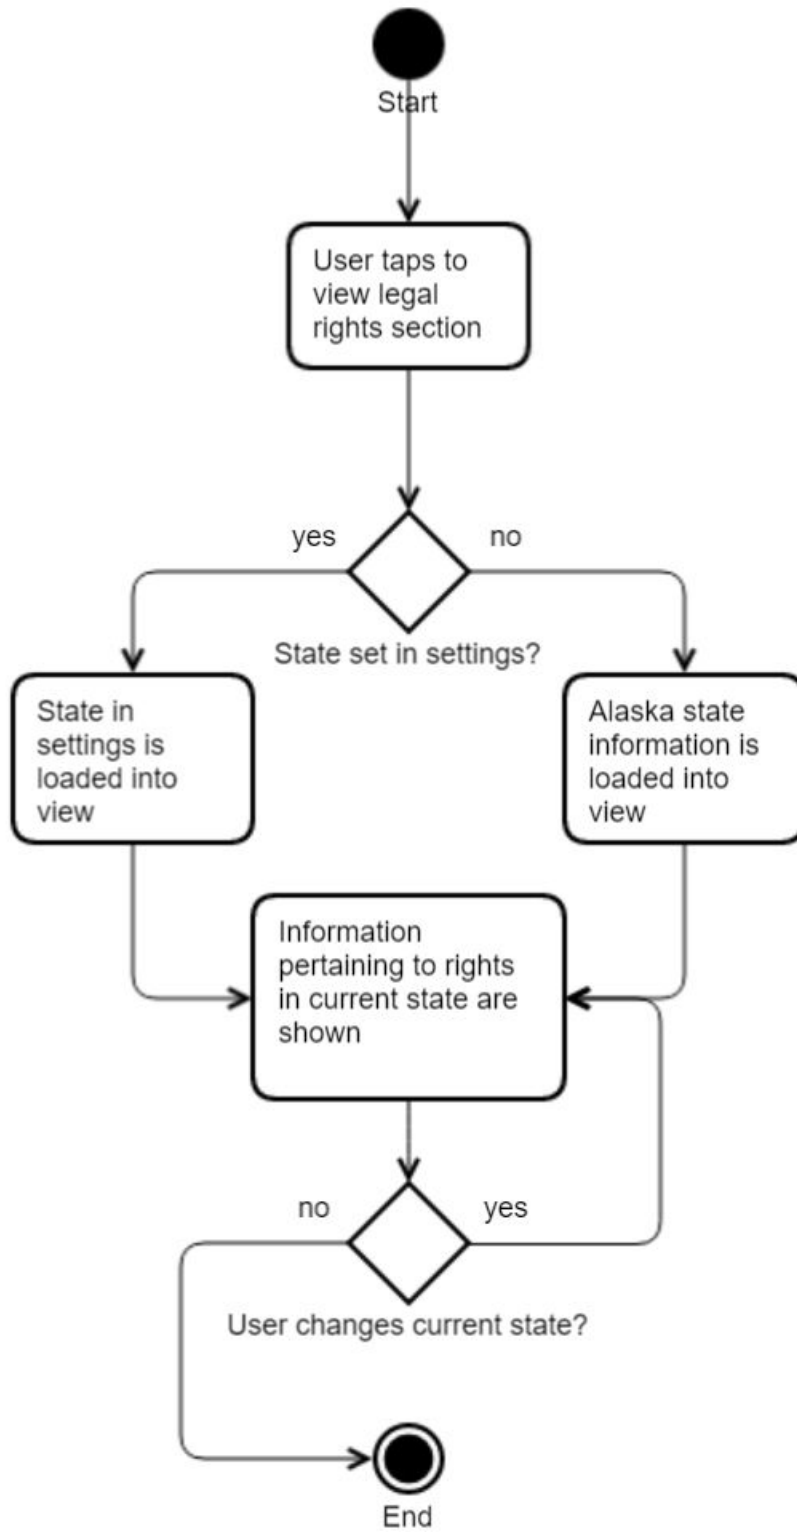 Start
User taps to
view legal
rights section
yes
no
State set in settings?
State in
settings is
loaded into
view
Alaska state
information is
loaded into
view
Information
pertaining to rights
in current state are
shown
no
yes
User changes current state?
End